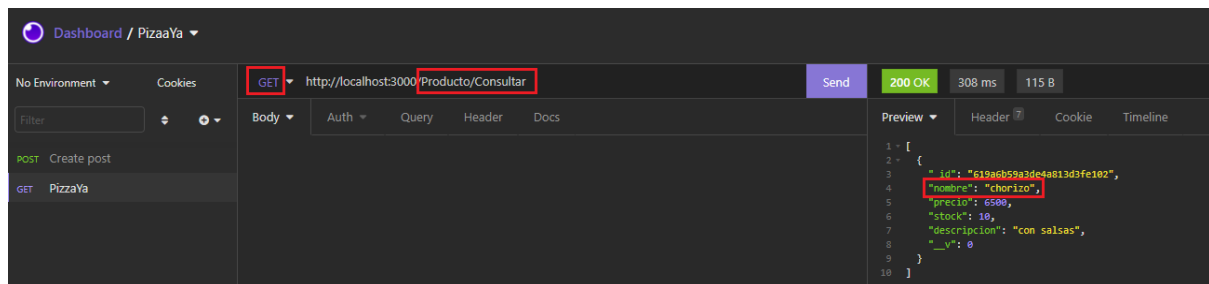 Dashboard / PizaaYa
No Environment Cookies
GET http://localhost:3000/Producto/Consultar Send
200 OK 308 ms 115 B
Filter
Body Auth Query Header Docs
Preview Header 7 Cookie Timeline
POST Create post
GET PizzaYa
1 [
2 {
3 "_id": "619a6b59a3de4a813d3fe102",
4 "nombre": "chorizo",
5 "precio": 6500,
6 "stock": 10,
7 "descripcion": "con salsas",
8 "__v": 0
9 }
10 ]